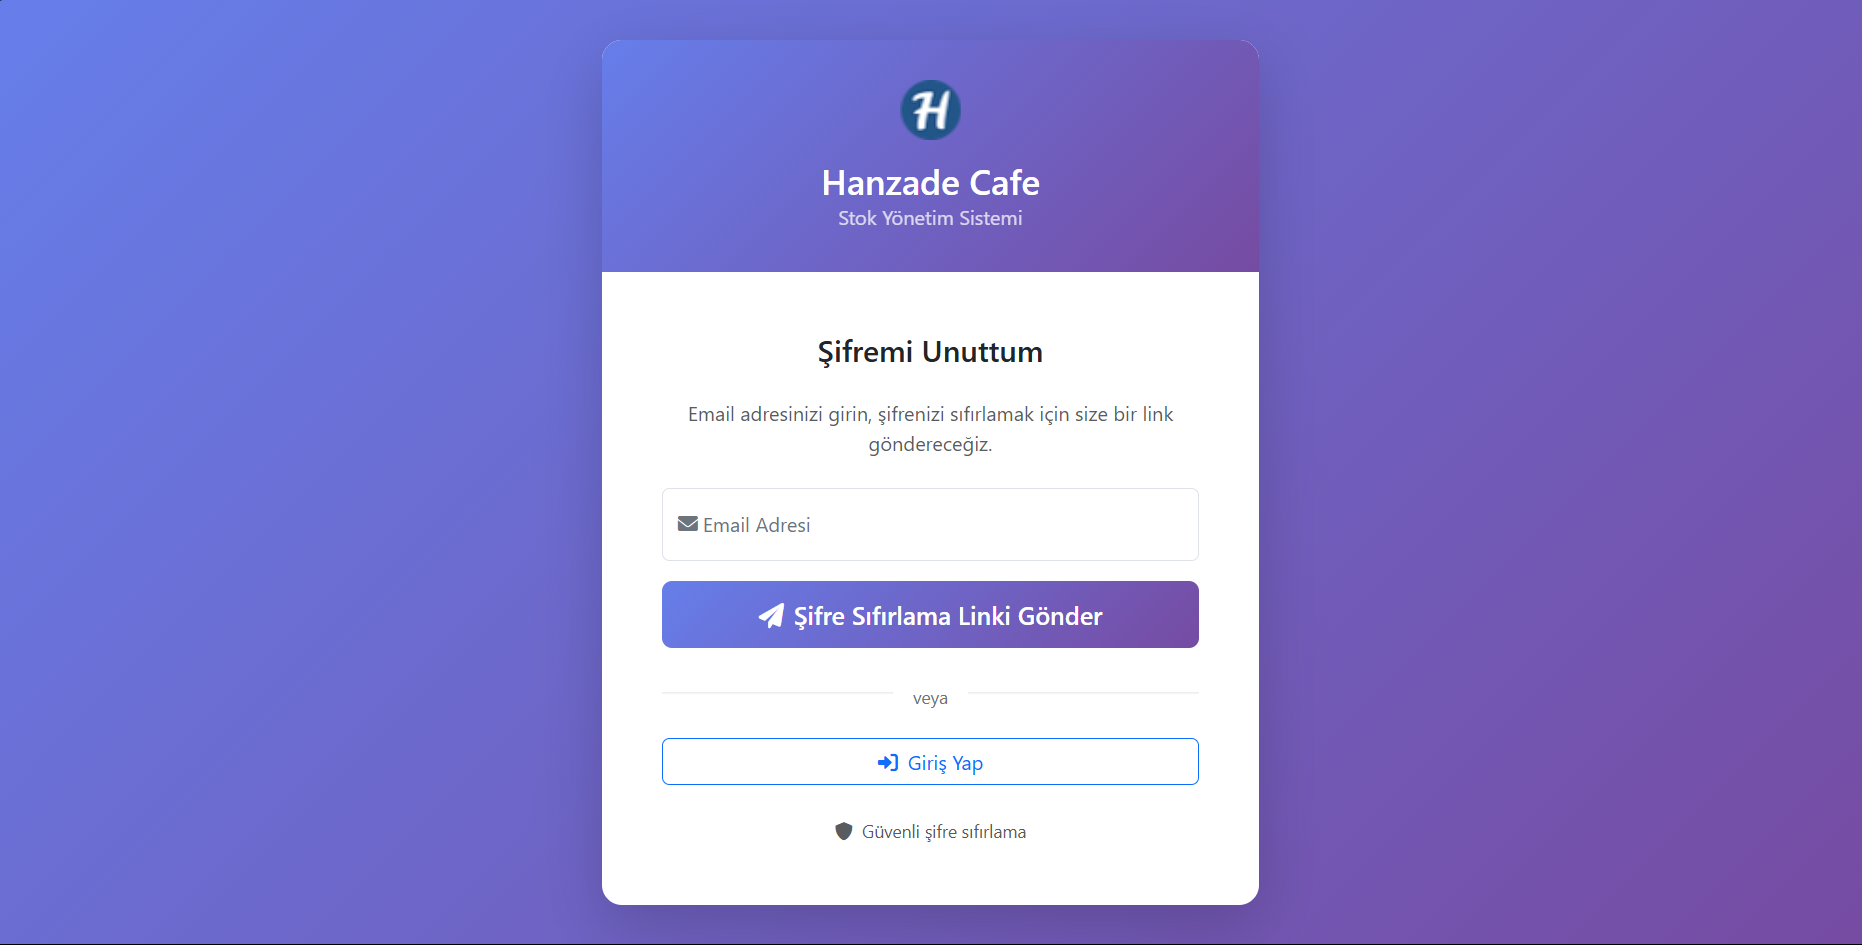 H
Hanzade Cafe
Stok Yönetim Sistemi
Şifremi Unuttum
Email adresinizi girin, şifrenizi sıfırlamak için size bir link
göndereceğiz.
Email Adresi
Şifre Sıfırlama Linki Gönder
veya
Giriş Yap
Güvenli şifre sıfırlama